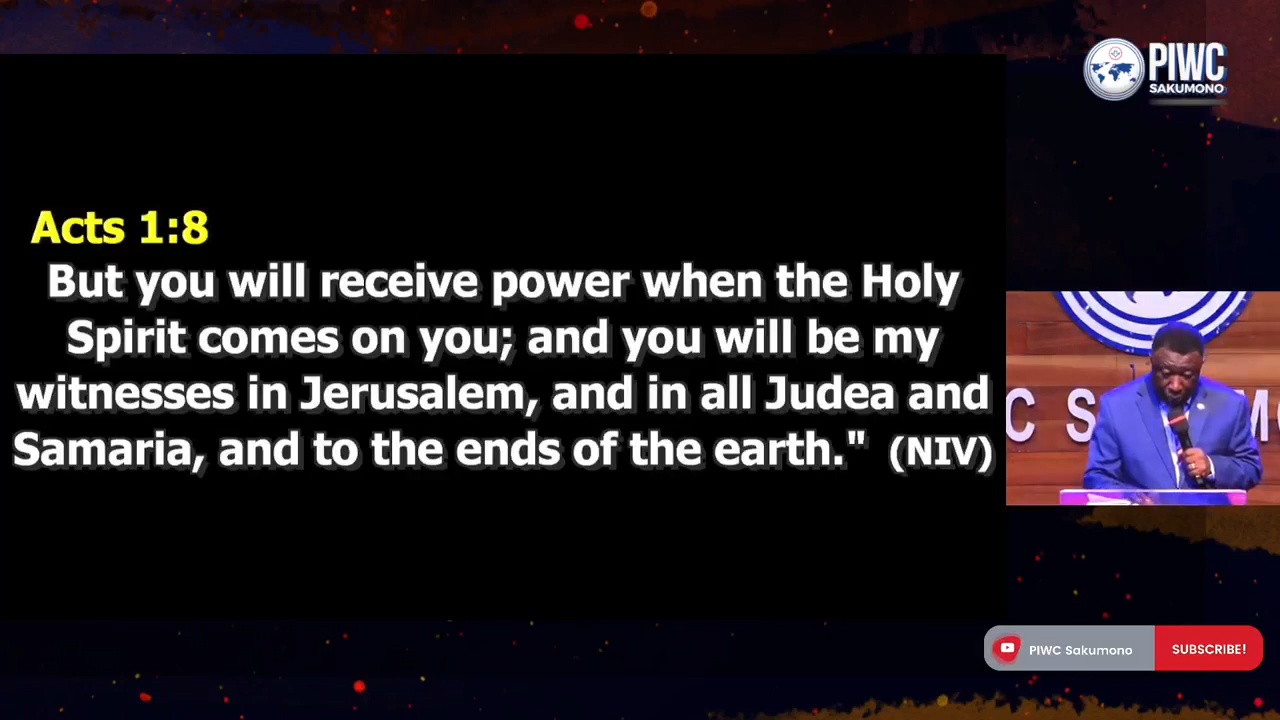 PIWC
SAKUMONO
Acts 1:8
But you will receive power when the Holy
Spirit comes on you; and you will be my
witnesses in Jerusalem, and in all Judea and
Samaria, and to the ends of the earth." (NIV)
C S
PIWC Sakumono
SUBSCRIBE!